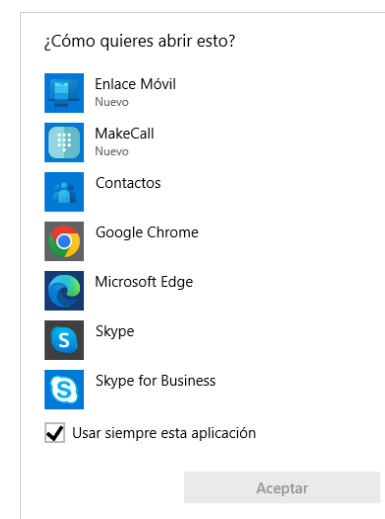 ¿Cómo quieres abrir esto?
Enlace Móvil
Nuevo
MakeCall
Nuevo
Contactos
Google Chrome
Microsoft Edge
Skype
Skype for Business
Usar siempre esta aplicación
Aceptar